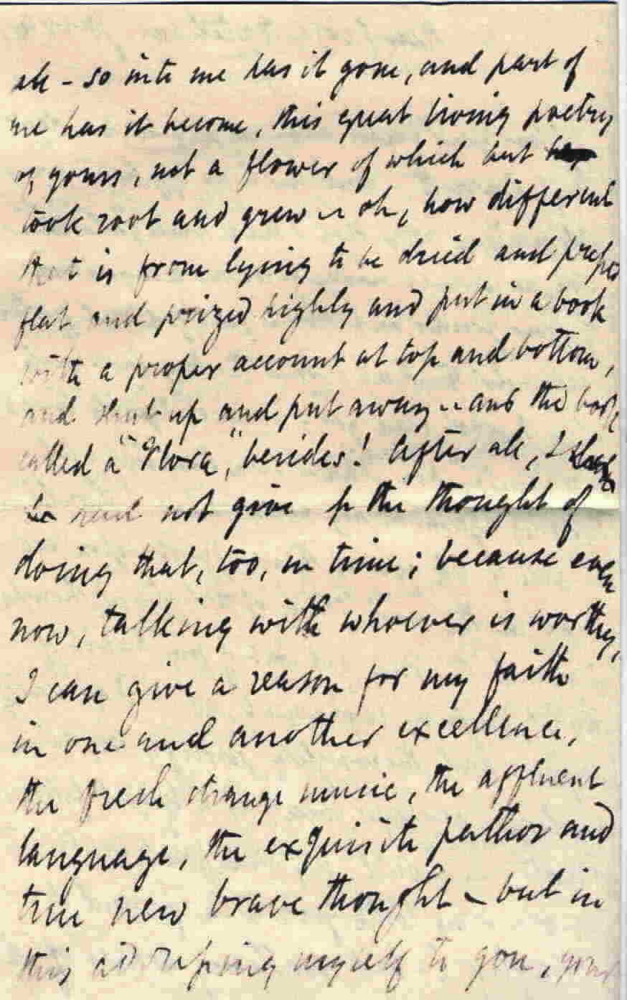 all - so into me has it gone, and part of
me has it become, this great living poetry
of yours, not a flower of which but
took root and grew .. oh, how different
that is from lying to be dried and pressed
flat and prized highly and put in a book
with a proper account at top and bottom,
and shut up and put away .. and the book
called a "Flora," besides! After all, I
need not give up the thought of
doing that, too, in time; because even
now, talking with whoever is worthy,
I can give a reason for my faith
in one and another excellence,
the fresh strange music, the affluent
language, the exquisite pathos and
true new brave thought - but in
this addressing myself to you, your